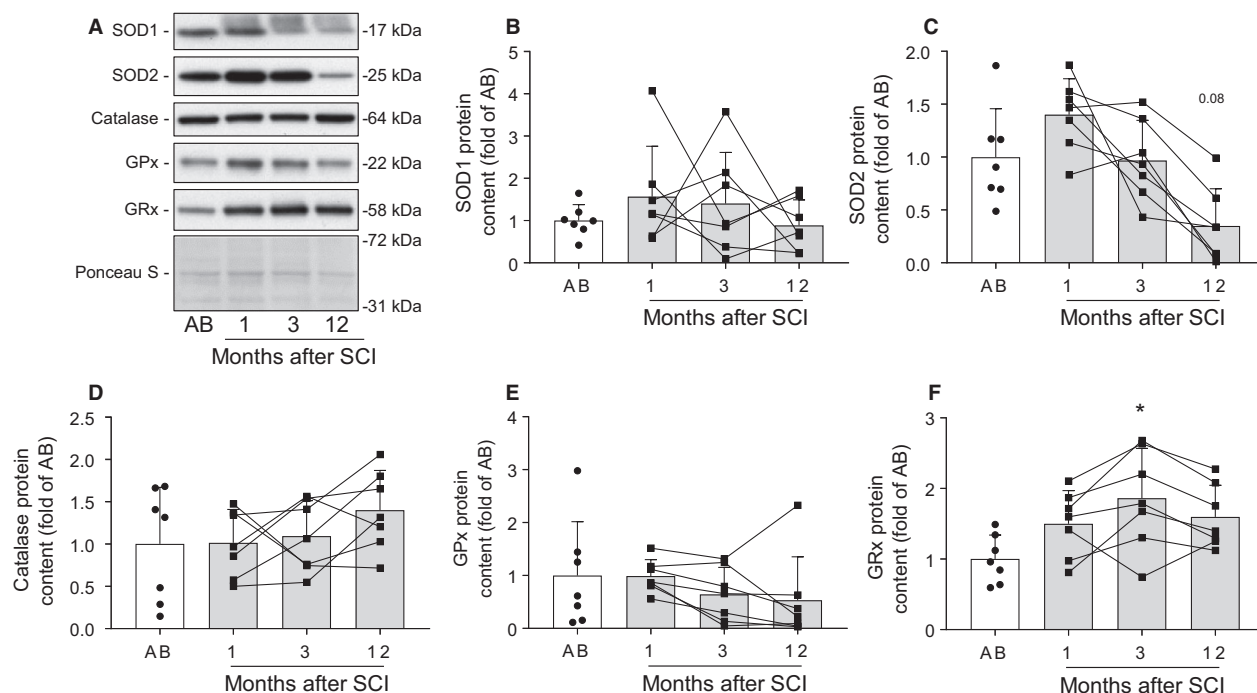 A
SOD1 -
-17 kDa
SOD2 -
-25 kDa
Catalase -
-64 kDa
GPx -
-22 kDa
GRx -
-58 kDa
-72 kDa
Ponceau S -
-31 kDa
AB 1 3 12
Months after SCI
B
SOD1 protein
content (fold of AB)
5
4
3
2
1
0
AB 1 3 12
Months after SCI
C
SOD2 protein
content (fold of AB)
2.0
1.5
1.0
0.5
0.0
0.08
AB 1 3 12
Months after SCI
D
Catalase protein
content (fold of AB)
2.5
2.0
1.5
1.0
0.5
0.0
AB 1 3 12
Months after SCI
E
GPx protein
content (fold of AB)
4
3
2
1
0
AB 1 3 12
Months after SCI
F
GRx protein
content (fold of AB)
3
2
1
0
*
AB 1 3 12
Months after SCI